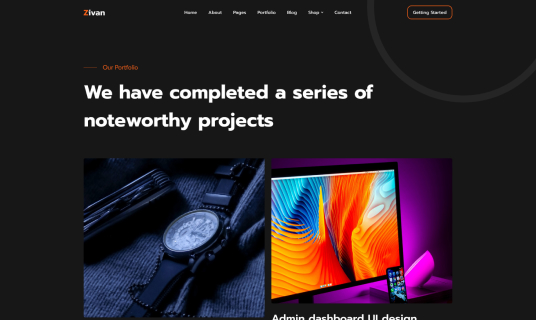 Zivan
Home About Pages Portfolio Blog Shop Contact
Getting Started
Our Portfolio
We have completed a series of
noteworthy projects
Admin dashboard UI design